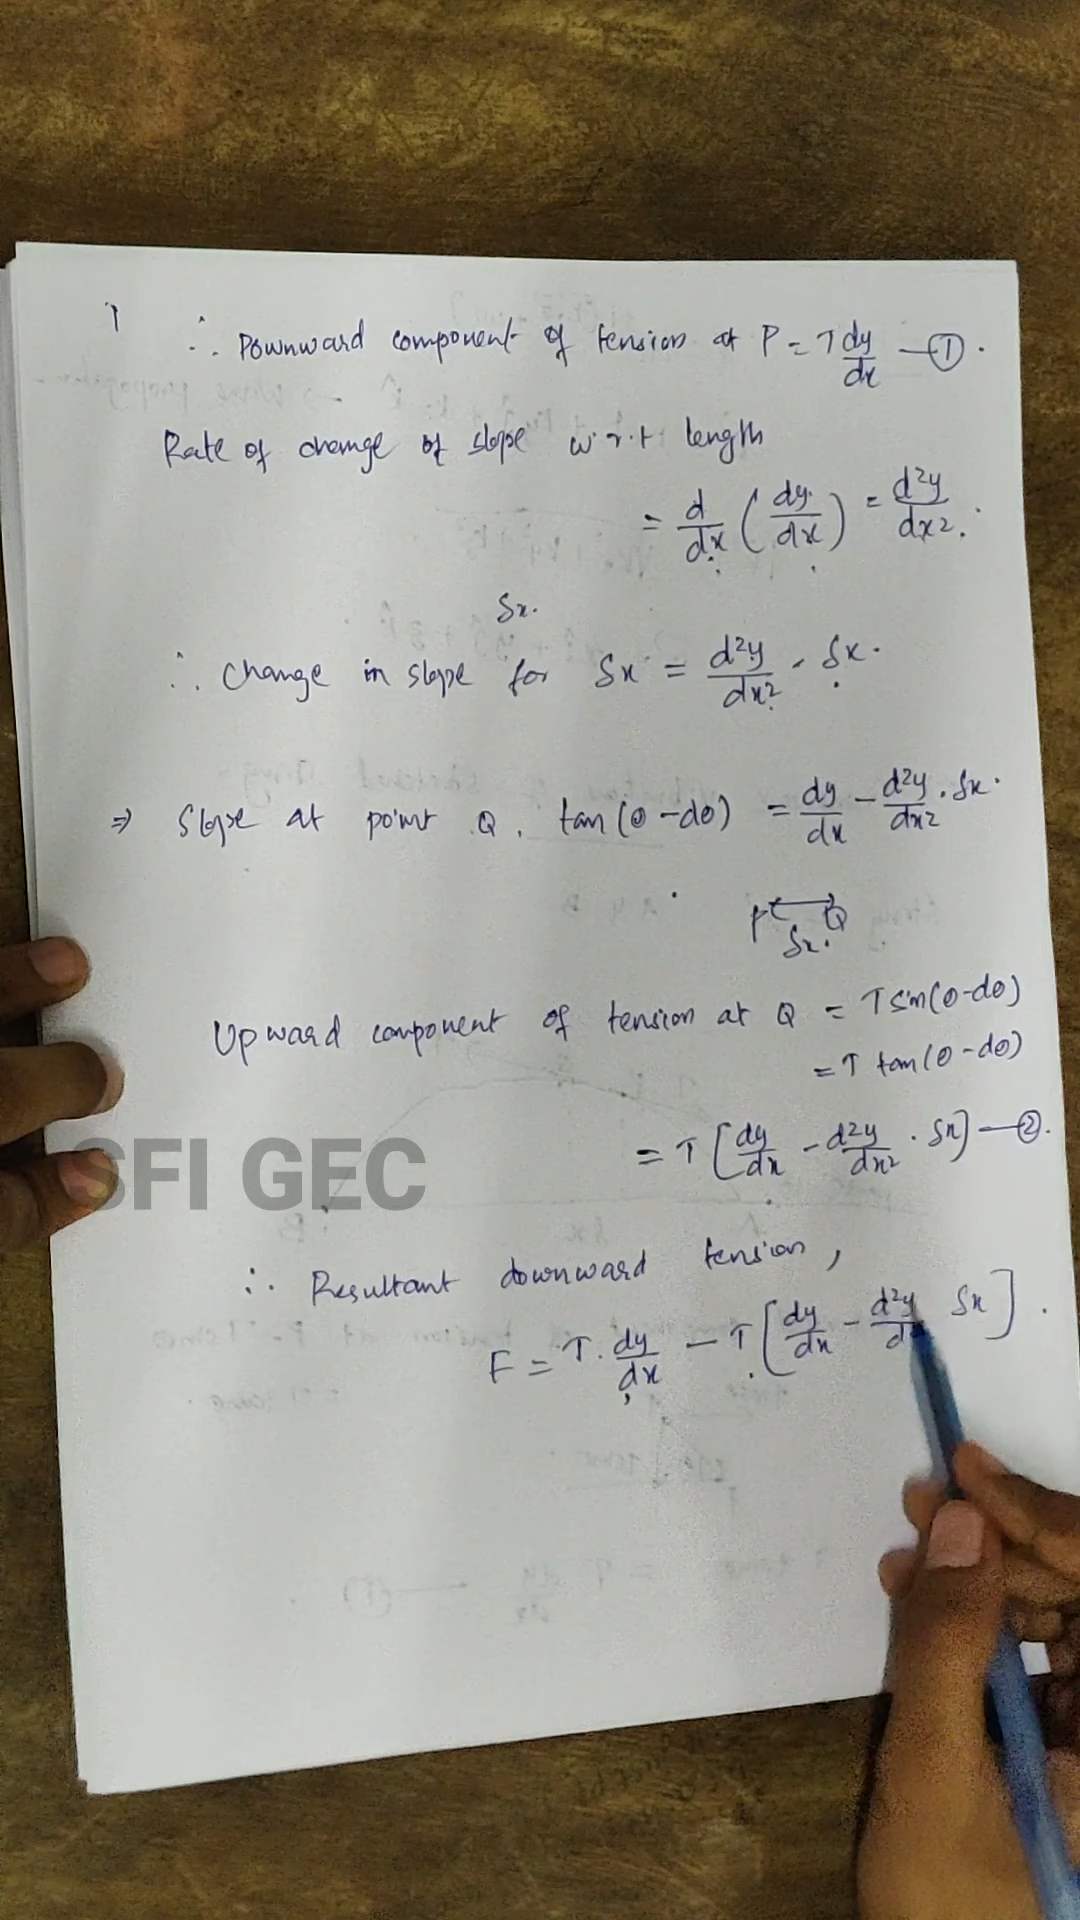 ∴ Downward component of tension at P = T dy/dx —①.
Rate of change of slope w.r.t length
= d/dx (dy/dx) = d²y/dx².
δx.
∴ Change in slope for δx = d²y/dx² . δx.
⇒ Slope at point Q, tan(θ-dθ) = dy/dx - d²y/dx² . δx.
P Q
δx.
Upward component of tension at Q = T sin(θ-dθ)
= T tan(θ-dθ)
= T [dy/dx - d²y/dx² . δx] —②.
SFI GEC
∴ Resultant downward tension,
F = T. dy/dx - T [dy/dx - d²y/d δx].